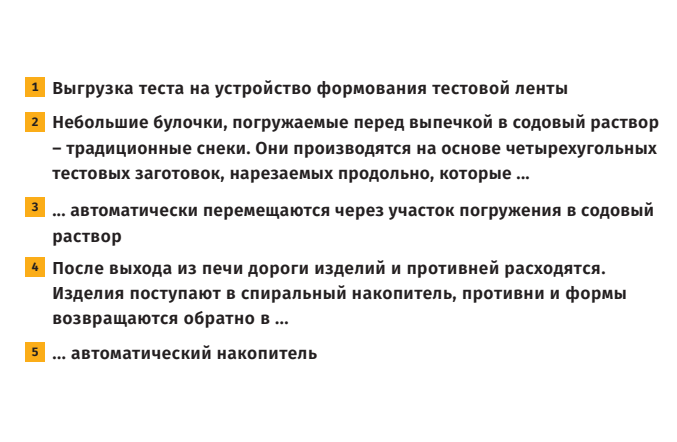 1 Выгрузка теста на устройство формования тестовой ленты
2 Небольшие булочки, погружаемые перед выпечкой в содовый раствор
– традиционные снеки. Они производятся на основе четырехугольных
тестовых заготовок, нарезаемых продольно, которые ...
3 ... автоматически перемещаются через участок погружения в содовый
раствор
4 После выхода из печи дороги изделий и противней расходятся.
Изделия поступают в спиральный накопитель, противни и формы
возвращаются обратно в ...
5 ... автоматический накопитель